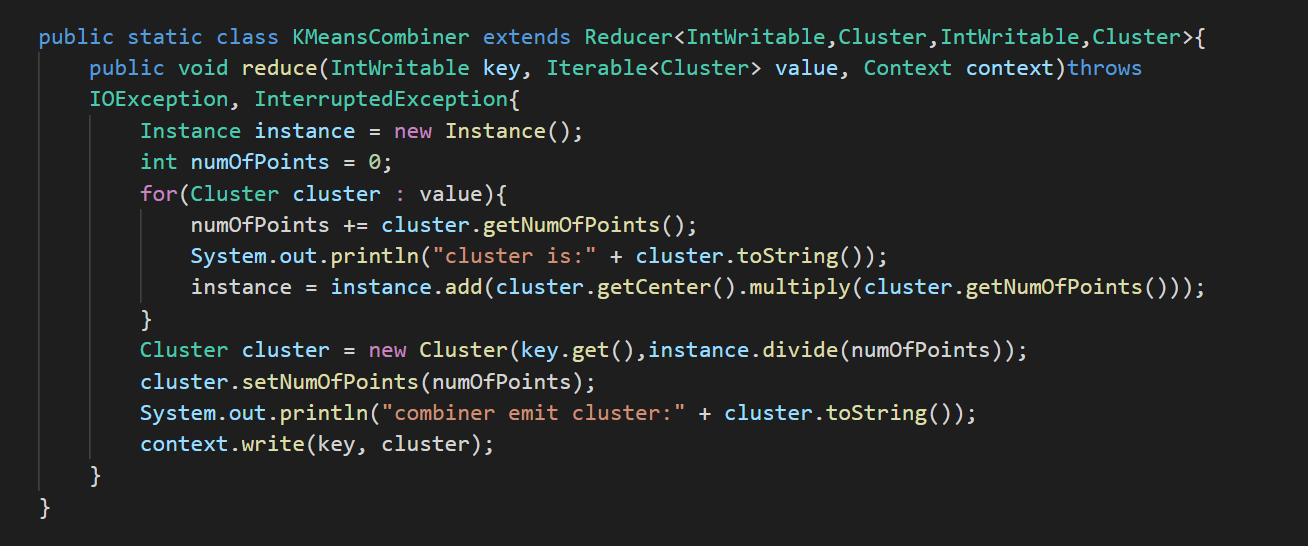 public static class KMeansCombiner extends Reducer<IntWritable,Cluster,IntWritable,Cluster>{
public void reduce(IntWritable key, Iterable<Cluster> value, Context context)throws
IOException, InterruptedException{
Instance instance = new Instance();
int numOfPoints = 0;
for(Cluster cluster : value){
numOfPoints += cluster.getNumOfPoints();
System.out.println("cluster is:" + cluster.toString());
instance = instance.add(cluster.getCenter().multiply(cluster.getNumOfPoints()));
}
Cluster cluster = new Cluster(key.get(),instance.divide(numOfPoints));
cluster.setNumOfPoints(numOfPoints);
System.out.println("combiner emit cluster:" + cluster.toString());
context.write(key, cluster);
}
}